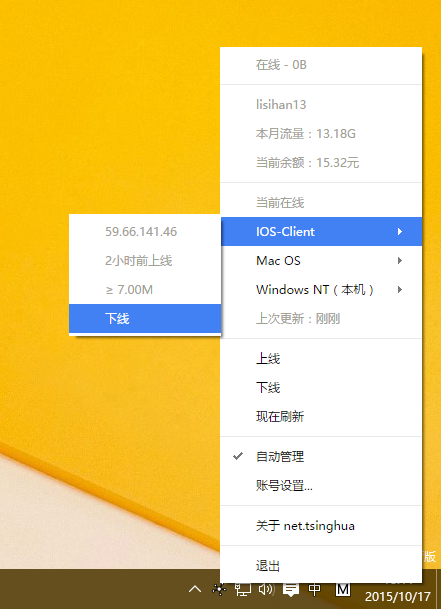 在线 - 0B
lisihan13
本月流量：13.18G
当前余额：15.32元
当前在线
IOS-Client
59.66.141.46
2小时前上线
≥ 7.00M
下线
Mac OS
Windows NT（本机）
上次更新：刚刚
上线
下线
现在刷新
自动管理
账号设置...
关于 net.tsinghua
退出
版
中
M
2015/10/17